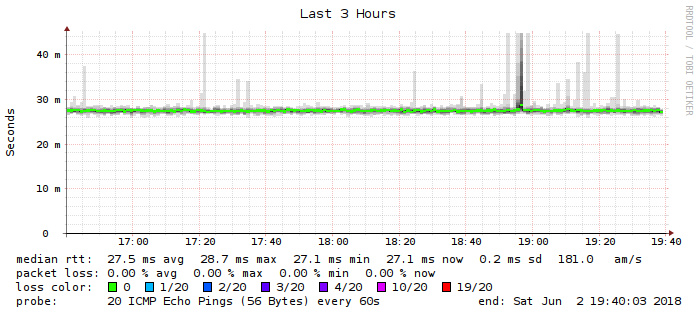 Last 3 Hours
RRDTOOL / TOBI OETIKER
Seconds
40 m
30 m
20 m
10 m
0
17:00 17:20 17:40 18:00 18:20 18:40 19:00 19:20 19:40
median rtt: 27.5 ms avg 28.7 ms max 27.1 ms min 27.1 ms now 0.2 ms sd 181.0 am/s
packet loss: 0.00 % avg 0.00 % max 0.00 % min 0.00 % now
loss color: 0 1/20 2/20 3/20 4/20 10/20 19/20
probe: 20 ICMP Echo Pings (56 Bytes) every 60s end: Sat Jun 2 19:40:03 2018